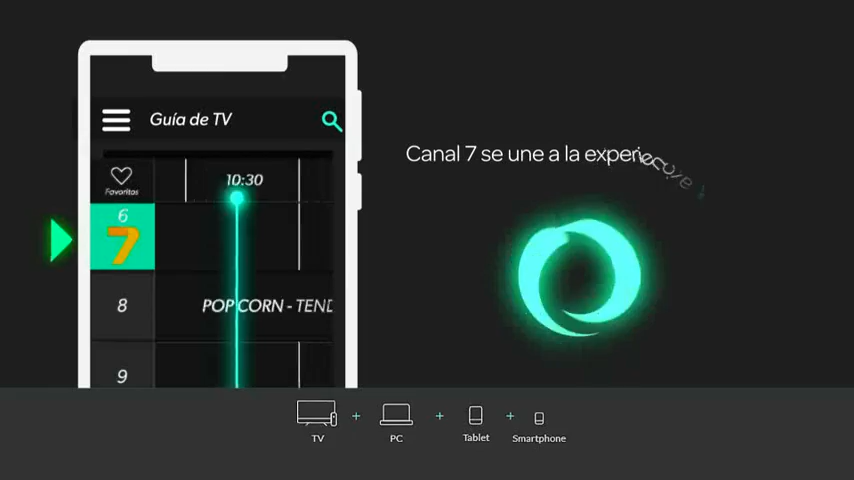 Guía de TV
Canal 7 se une a la
10:30
Favoritos
6
7
8
POP CORN - TEND
9
+ + +
TV PC Tablet Smartphone